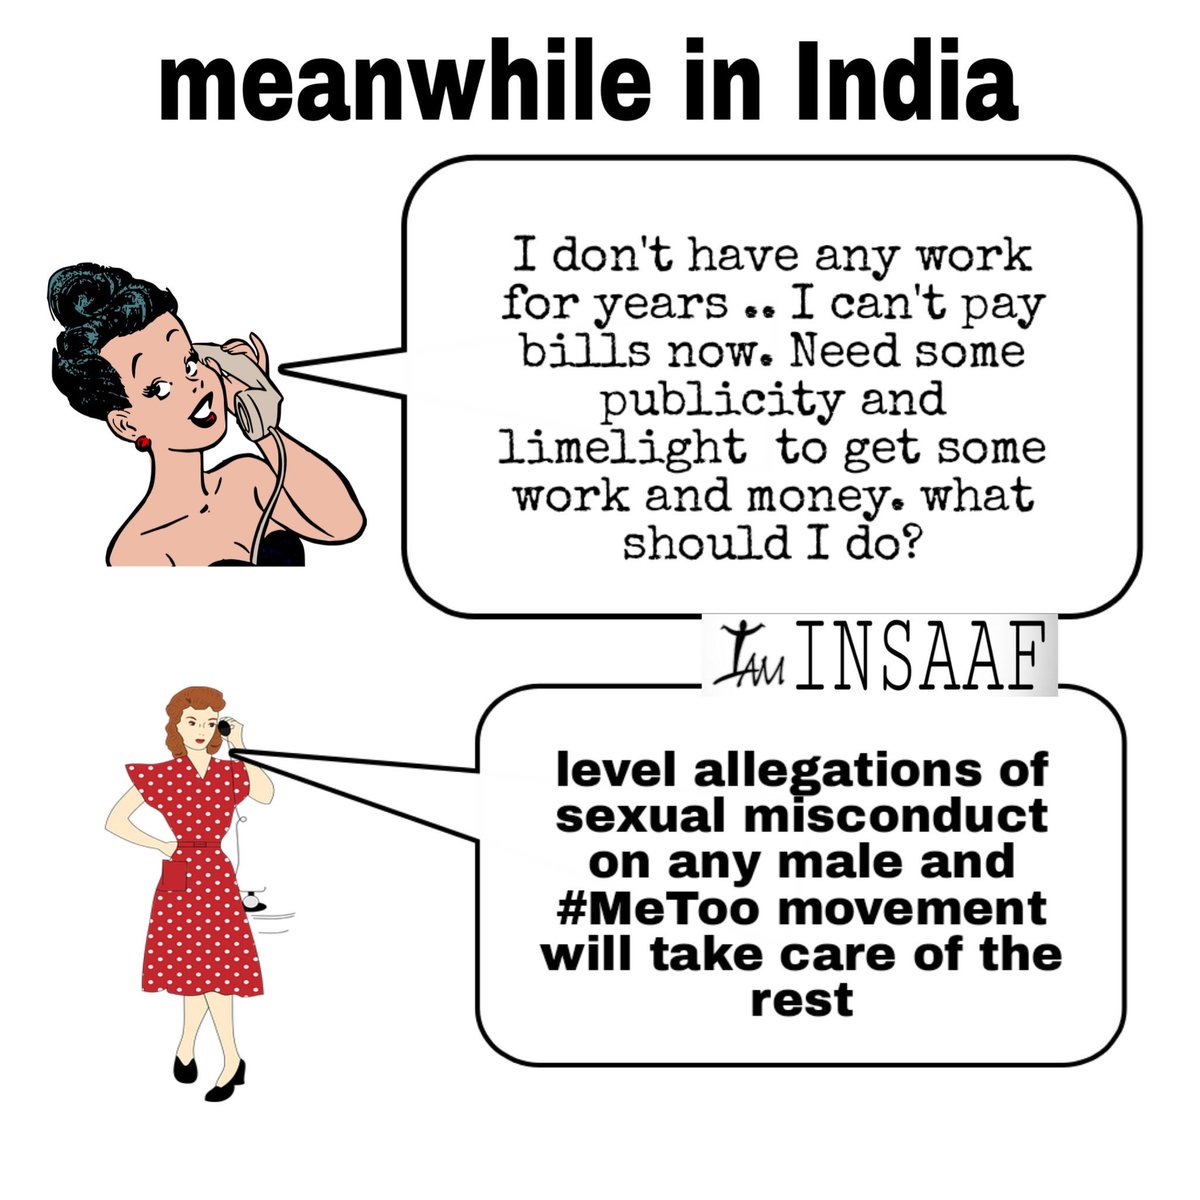 meanwhile in India
I don't have any work
for years .. I can't pay
bills now. Need some
publicity and
limelight  to get some
work and money. what
should I do?
I AM INSAAF
level allegations of
sexual misconduct
on any male and
#MeToo movement
will take care of the
rest